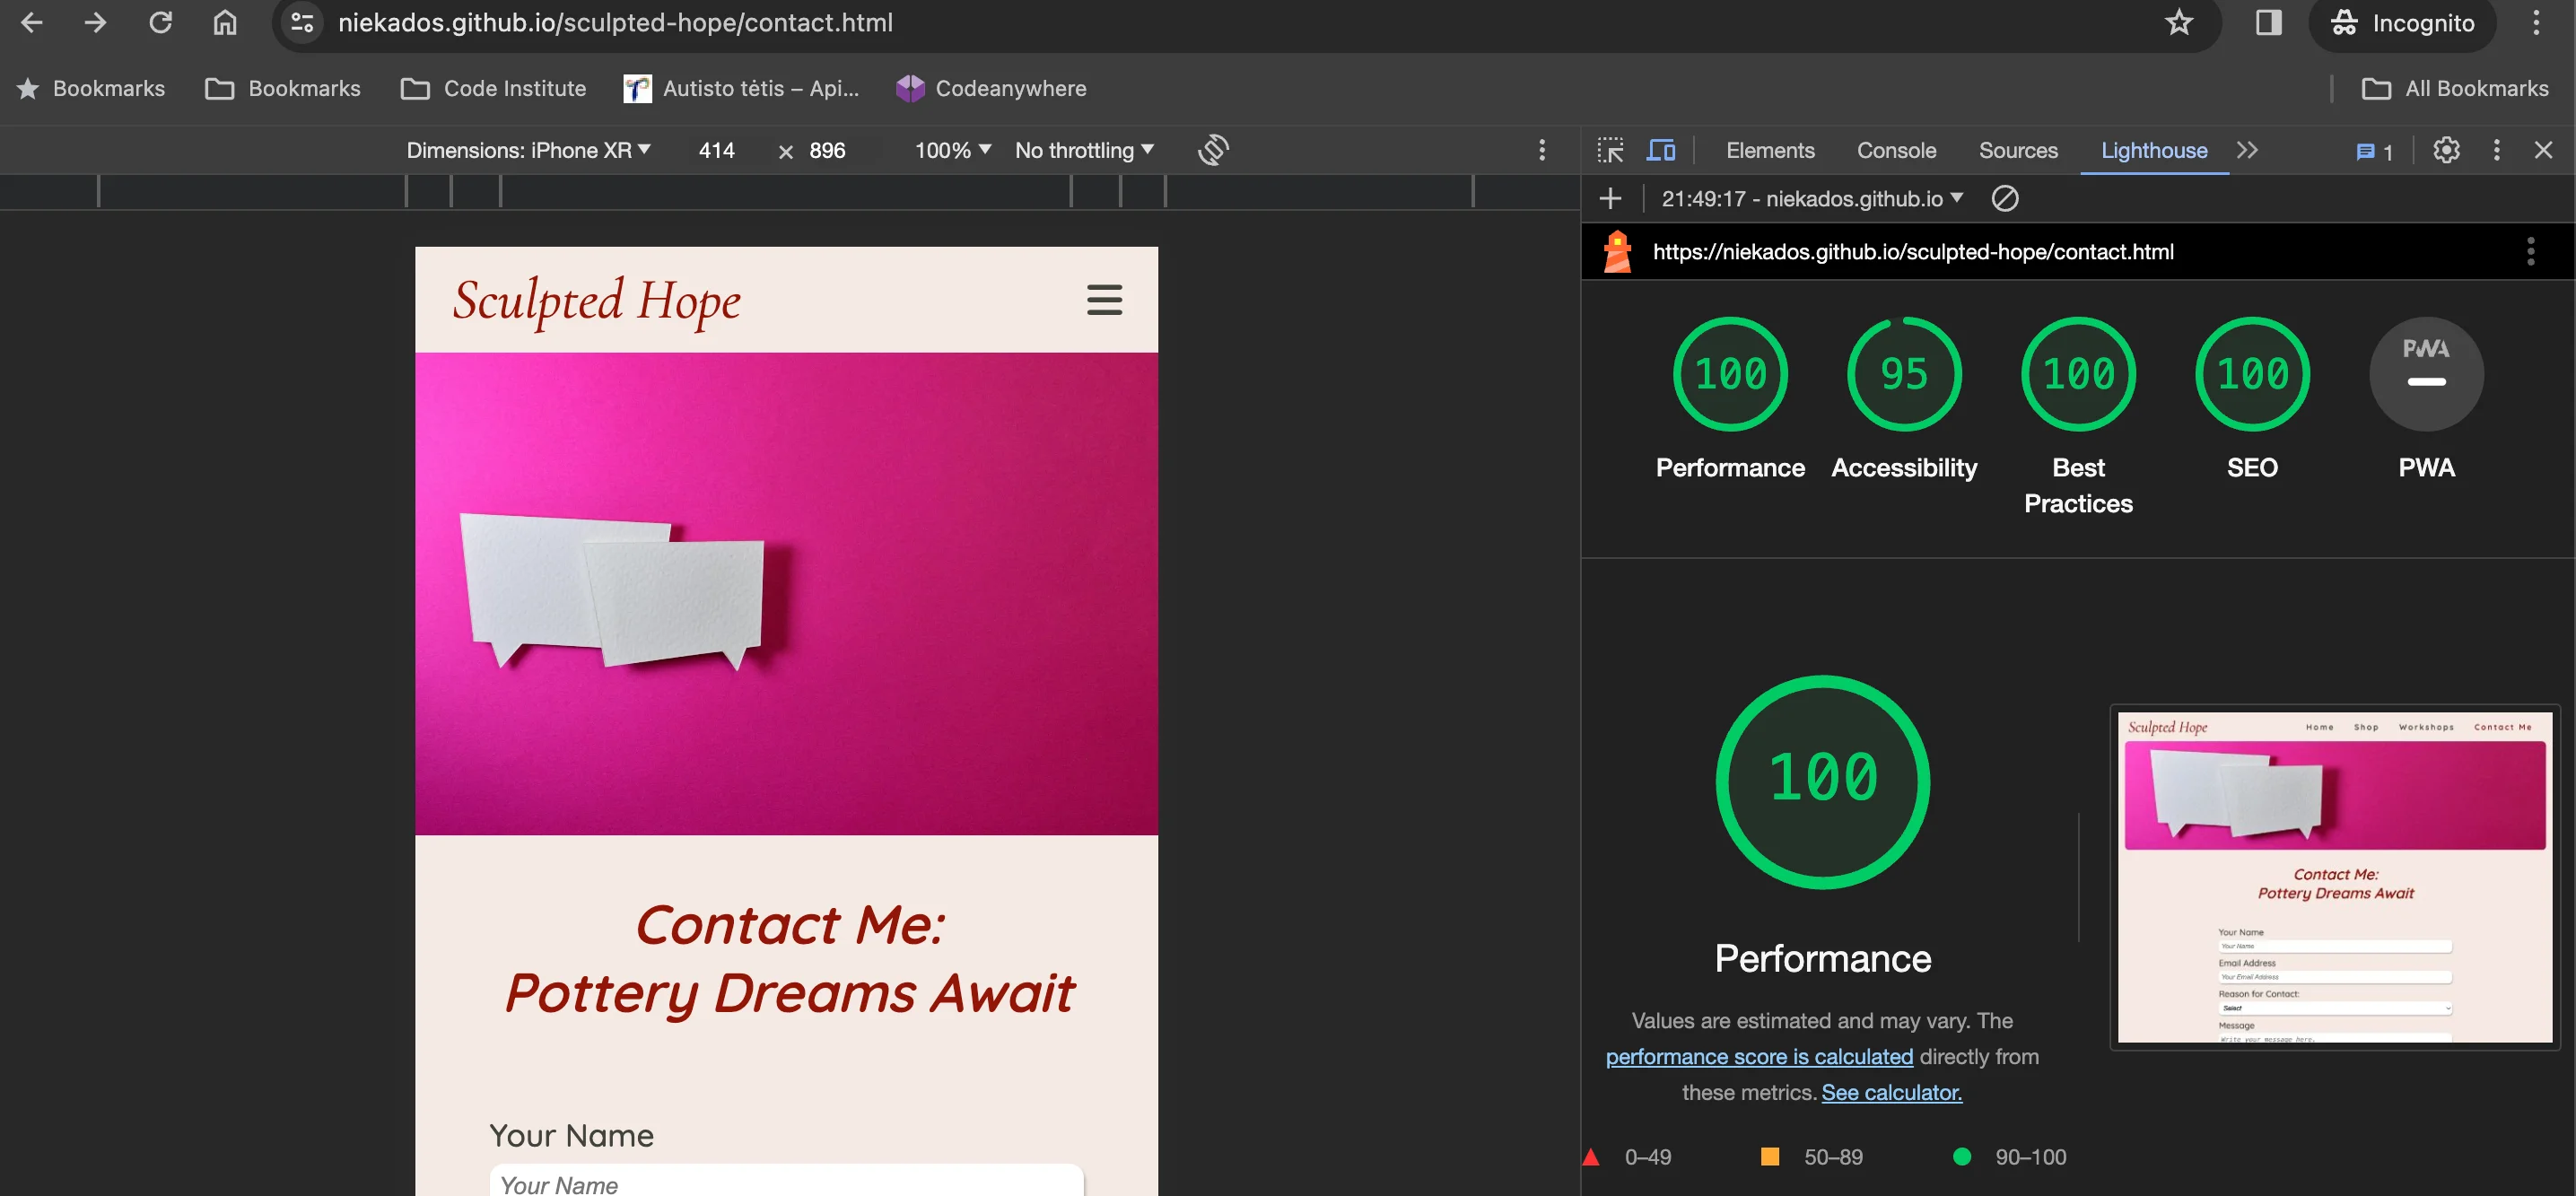 niekados.github.io/sculpted-hope/contact.html
Incognito
Bookmarks
Bookmarks
Code Institute
Autisto tėtis – Api...
Codeanywhere
All Bookmarks
Dimensions: iPhone XR
414
×
896
100%
No throttling
Elements
Console
Sources
Lighthouse
1
21:49:17 - niekados.github.io
https://niekados.github.io/sculpted-hope/contact.html
Sculpted Hope
Contact Me:
Pottery Dreams Await
Your Name
Your Name
100
95
100
100
PWA
Performance
Accessibility
Best
Practices
SEO
PWA
100
Performance
Values are estimated and may vary. The
performance score is calculated directly from
these metrics. See calculator.
0–49
50–89
90–100
Sculpted Hope
Home
Shop
Workshops
Contact Me
Contact Me:
Pottery Dreams Await
Your Name
Your Name
Email Address
Your Email Address
Reason for Contact:
Select
Message
Write your message here.